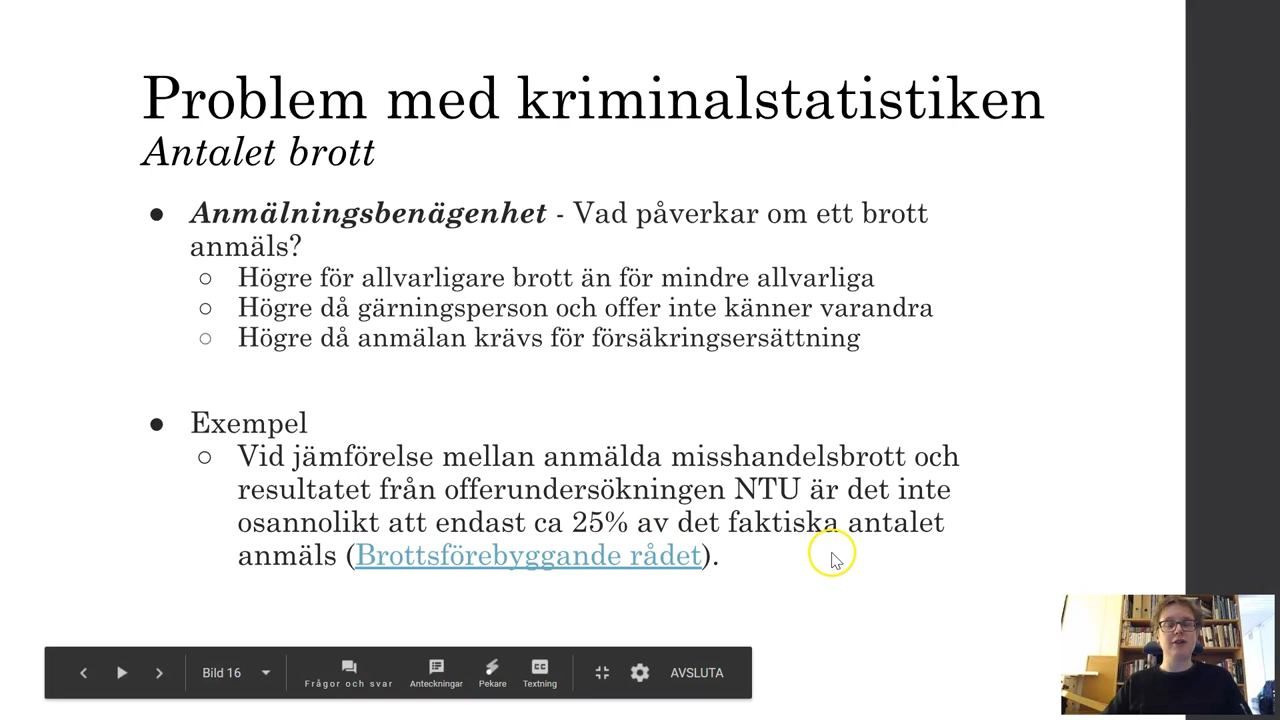 Problem med kriminalstatistiken
Antalet brott
● Anmälningsbenägenhet - Vad påverkar om ett brott
anmäls?
○ Högre för allvarligare brott än för mindre allvarliga
○ Högre då gärningsperson och offer inte känner varandra
○ Högre då anmälan krävs för försäkringsersättning
● Exempel
○ Vid jämförelse mellan anmälda misshandelsbrott och
resultatet från offerundersökningen NTU är det inte
osannolikt att endast ca 25% av det faktiska antalet
anmäls (Brottsförebyggande rådet).
Bild 16 Frågor och svar Anteckningar Pekare CC Textning AVSLUTA